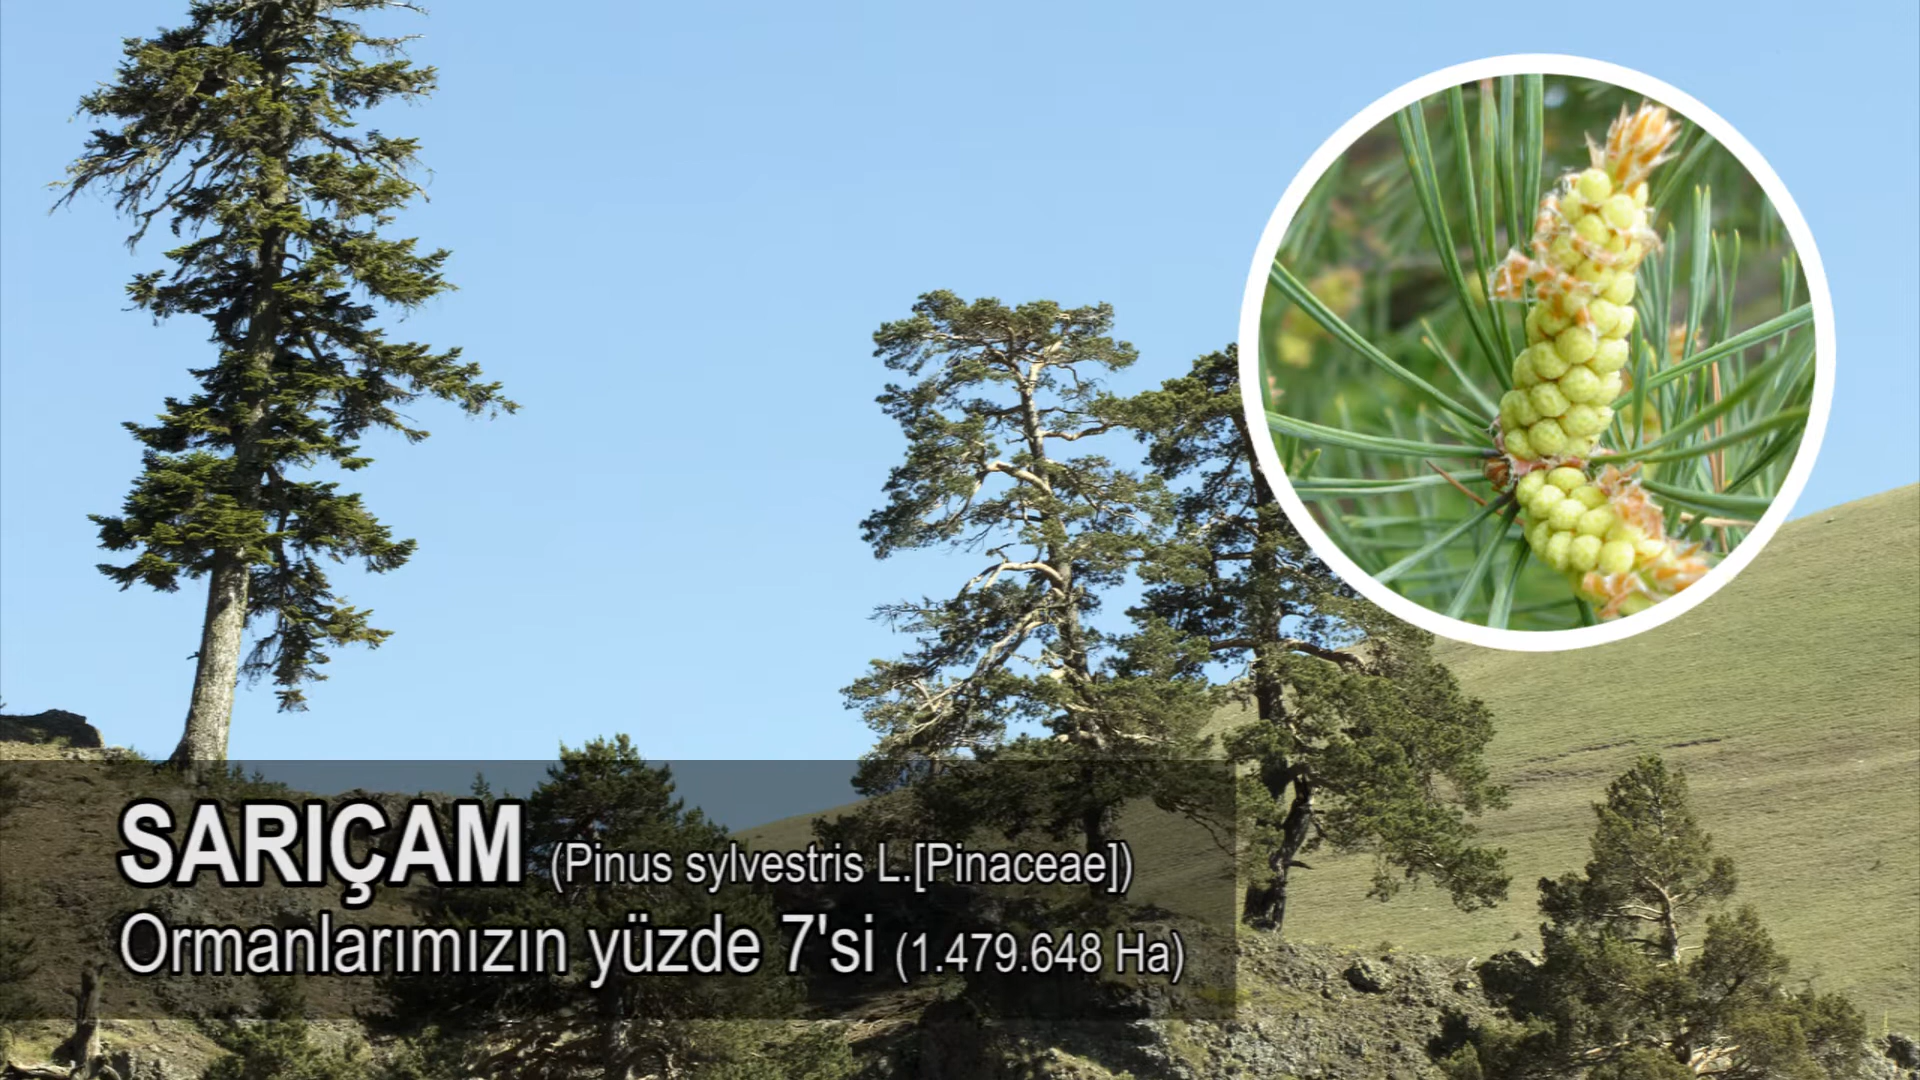 SARIÇAM (Pinus sylvestris L.[Pinaceae])
Ormanlarımızın yüzde 7'si (1.479.648 Ha)